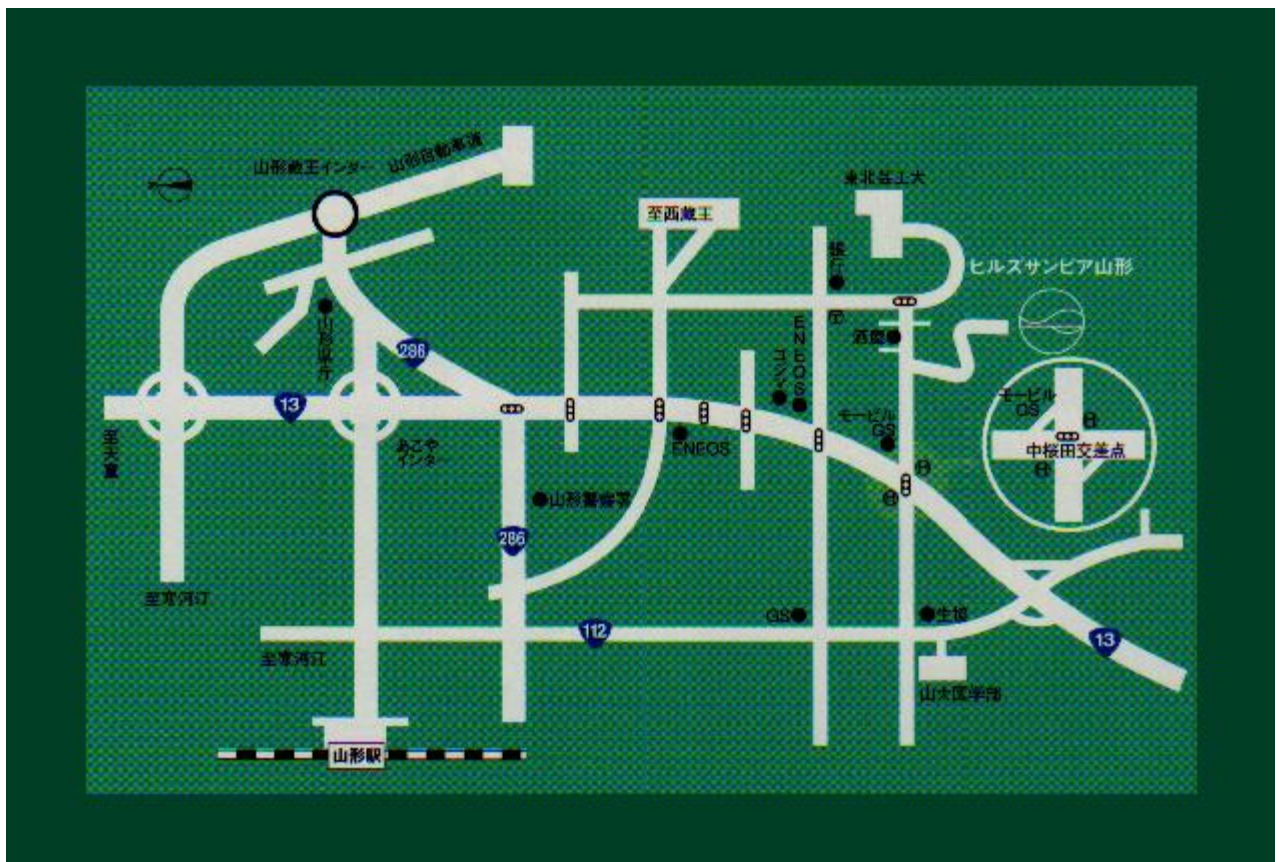 山形蔵王インター
山形自動車道
至西蔵王
東北芸工大
ヒルズサンピア山形
山形県庁
286
ENEOS
コジマ
モービル
GS
モービル
GS
中桜田交差点
13
至天童
あこや
インター
ENEOS
山形警察署
286
至寒河江
GS
生協
112
13
至寒河江
山大医学部
山形駅